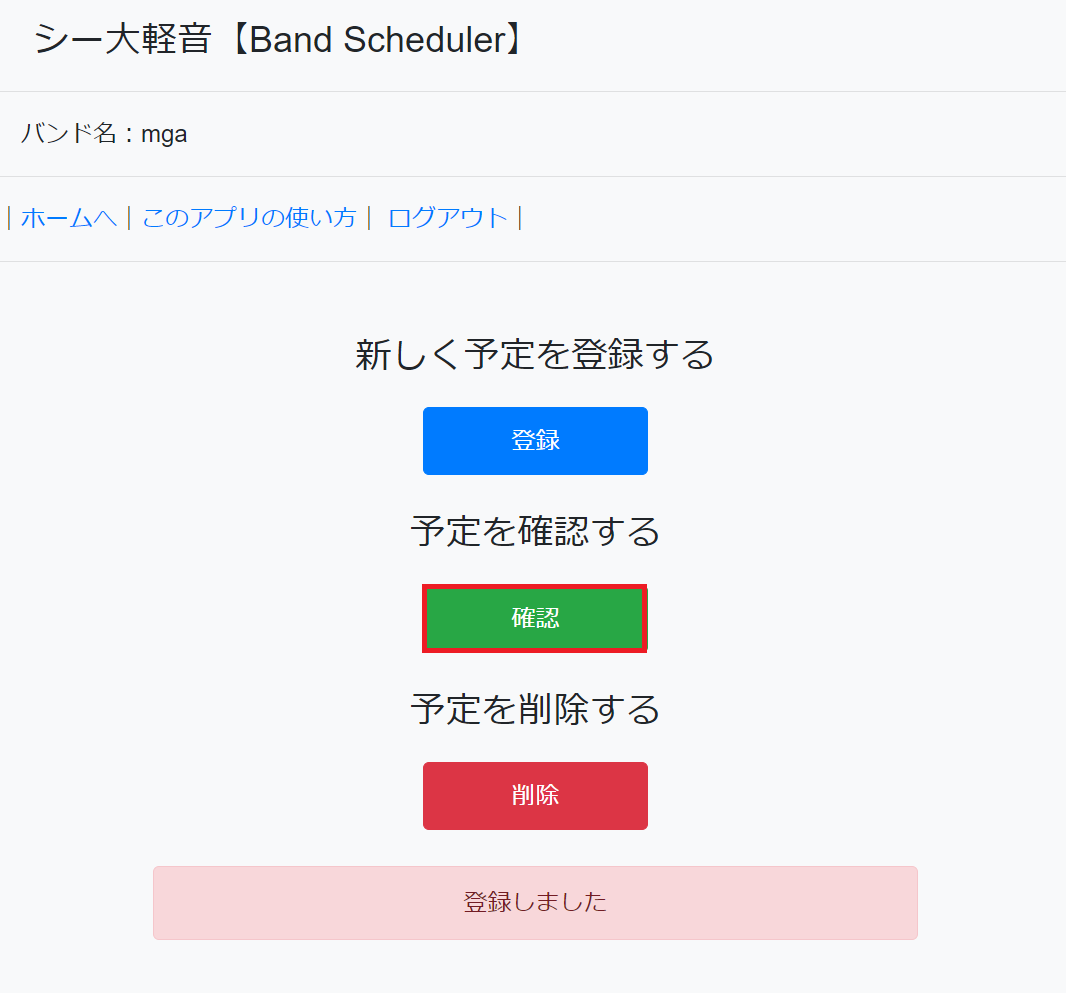 シー大軽音【Band Scheduler】
バンド名：mga
| ホームへ | このアプリの使い方 | ログアウト |
新しく予定を登録する
登録
予定を確認する
確認
予定を削除する
削除
登録しました